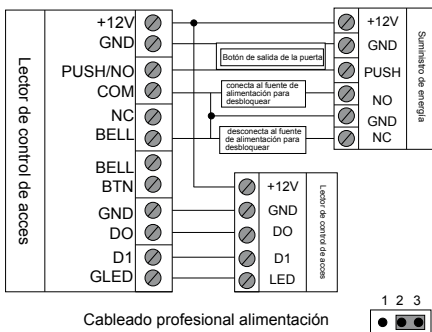 Lector de control de acces
+12V
GND
PUSH/NO
COM
NC
BELL
BELL
BTN
GND
DO
D1
GLED
Botón de salida de la puerta
conecta al fuente de
alimentación para
desbloquear
desconecta al fuente
de alimentación para
desbloquear
+12V
GND
PUSH
NO
GND
NC
Suministro de energía
+12V
GND
DO
D1
LED
Lector de control de acces
Cableado profesional alimentación
1 2 3